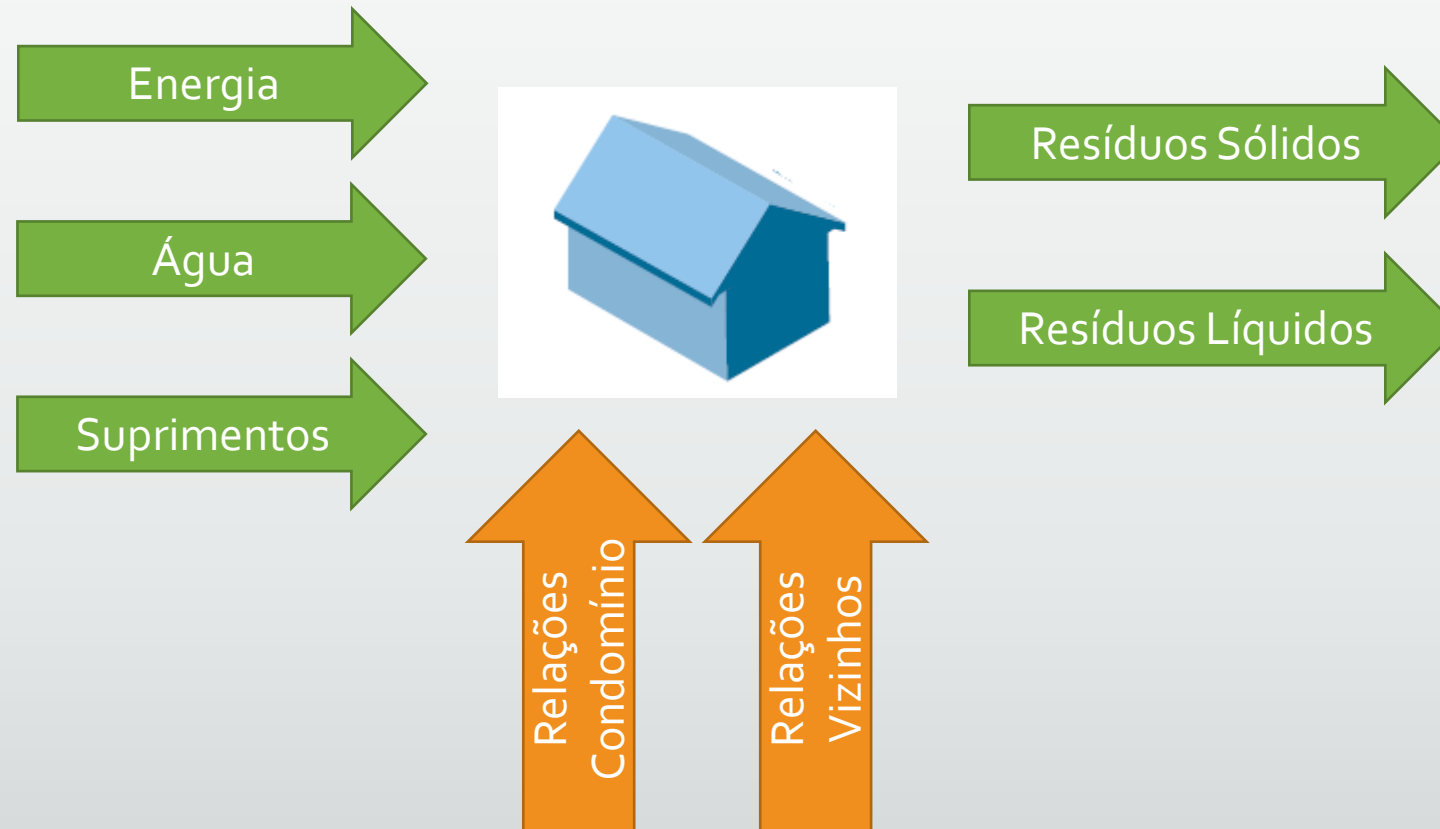 Energia
Água
Suprimentos
Resíduos Sólidos
Resíduos Líquidos
Relações
Condomínio
Relações
Vizinhos